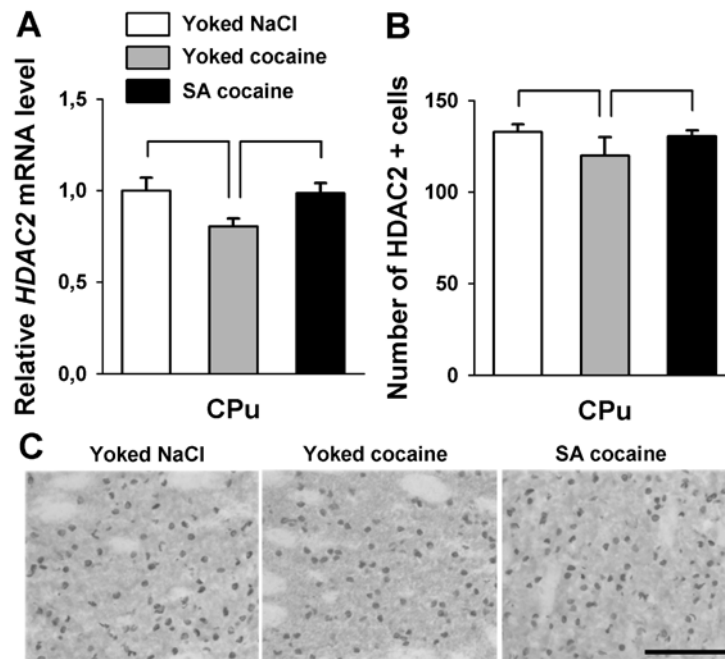 A
Yoked NaCl
Yoked cocaine
SA cocaine
Relative HDAC2 mRNA level
1,5
1,0
0,5
0,0
CPu
B
Number of HDAC2 + cells
150
100
50
0
CPu
C
Yoked NaCl
Yoked cocaine
SA cocaine